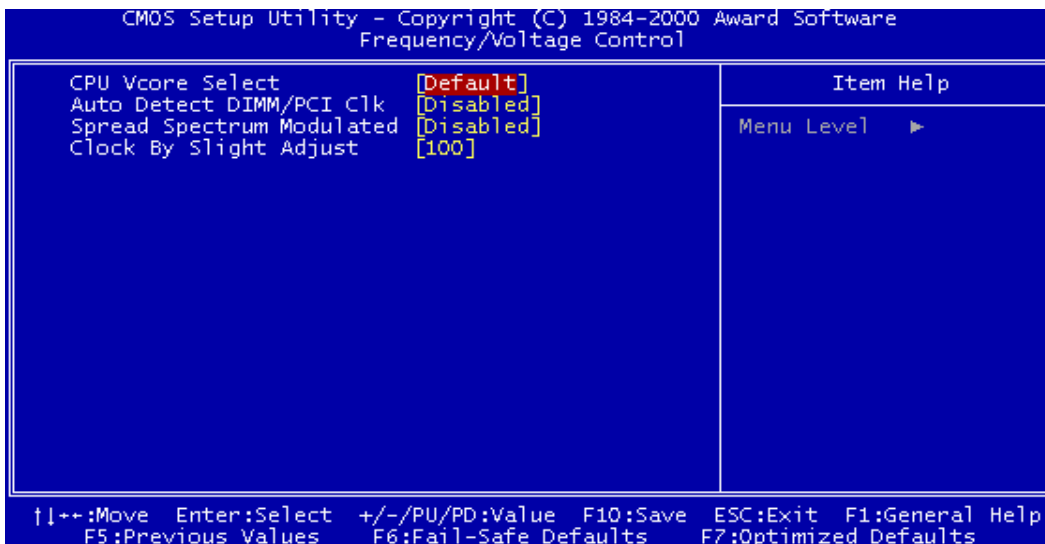 CMOS Setup Utility – Copyright (C) 1984–2000 Award Software
Frequency/Voltage Control
CPU Vcore Select [Default]
Auto Detect DIMM/PCI Clk [Disabled]
Spread Spectrum Modulated [Disabled]
Clock By Slight Adjust [100]
Item Help
Menu Level ►
↑↓←→:Move Enter:Select +/-/PU/PD:Value F10:Save ESC:Exit F1:General Help
F5:Previous Values F6:Fail-Safe Defaults F7:Optimized Defaults